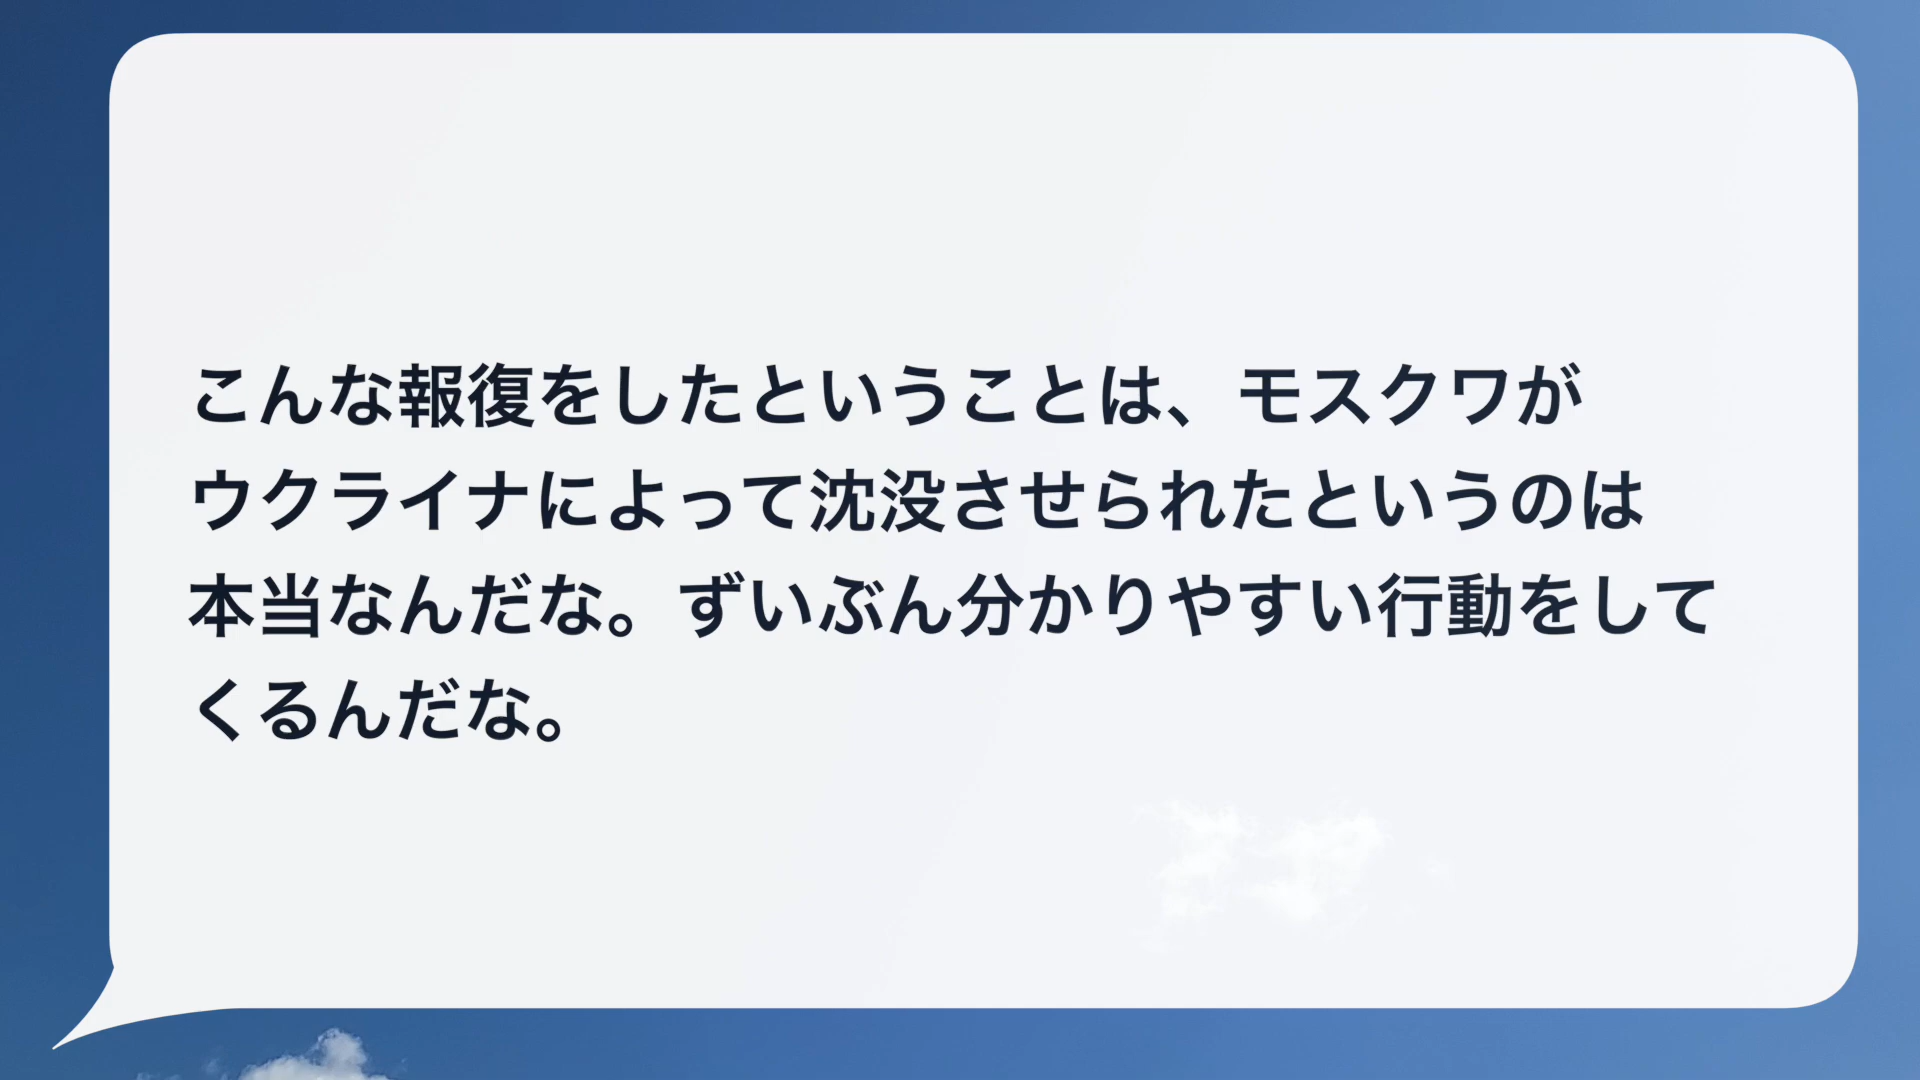 こんな報復をしたということは、モスクワが
ウクライナによって沈没させられたというのは
本当なんだな。ずいぶん分かりやすい行動をして
くるんだな。